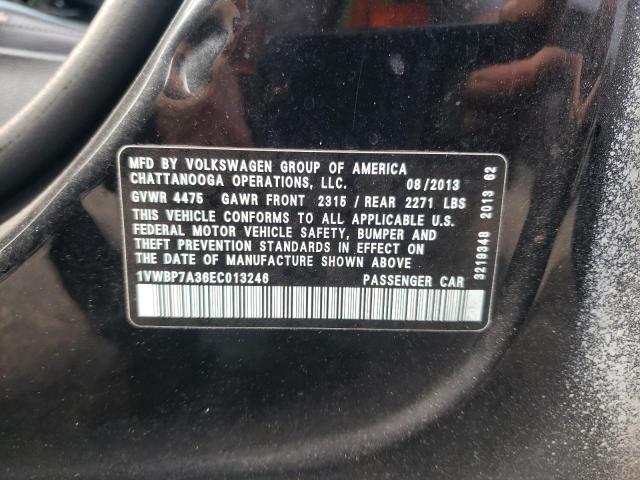 MFD BY VOLKSWAGEN GROUP OF AMERICA
CHATTANOOGA OPERATIONS, LLC. 08/2013
GVWR 4475 GAWR FRONT 2315 / REAR 2271 LBS
THIS VEHICLE CONFORMS TO ALL APPLICABLE U.S.
FEDERAL MOTOR VEHICLE SAFETY, BUMPER AND
THEFT PREVENTION STANDARDS IN EFFECT ON
THE DATE OF MANUFACTURE SHOWN ABOVE
1VWBP7A36EC013246 PASSENGER CAR
3219348 2013 62